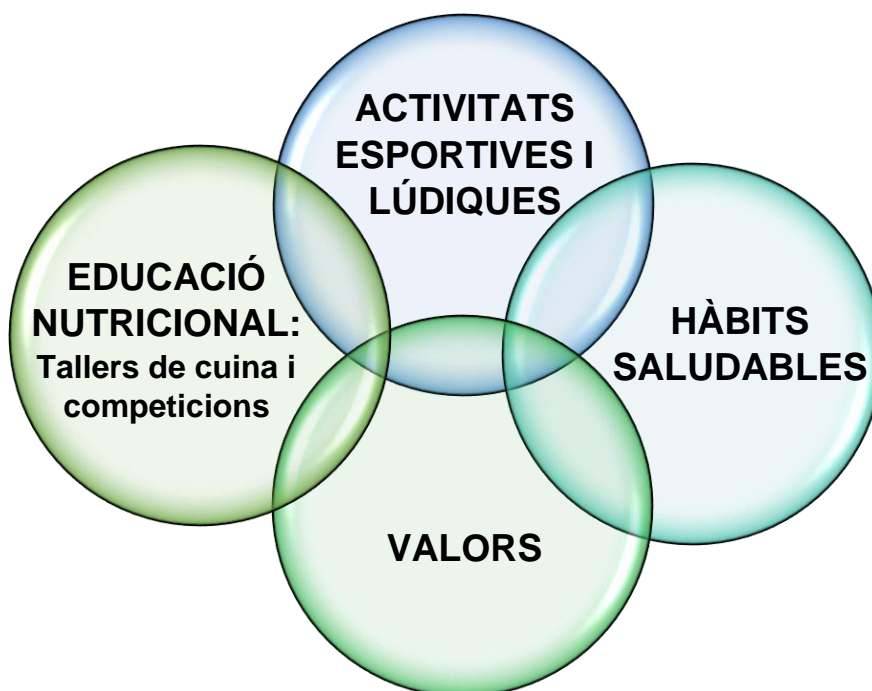 ACTIVITATS
ESPORTIVES I
LÚDIQUES
EDUCACIÓ
NUTRICIONAL:
Tallers de cuina i
competicions
HÀBITS
SALUDABLES
VALORS